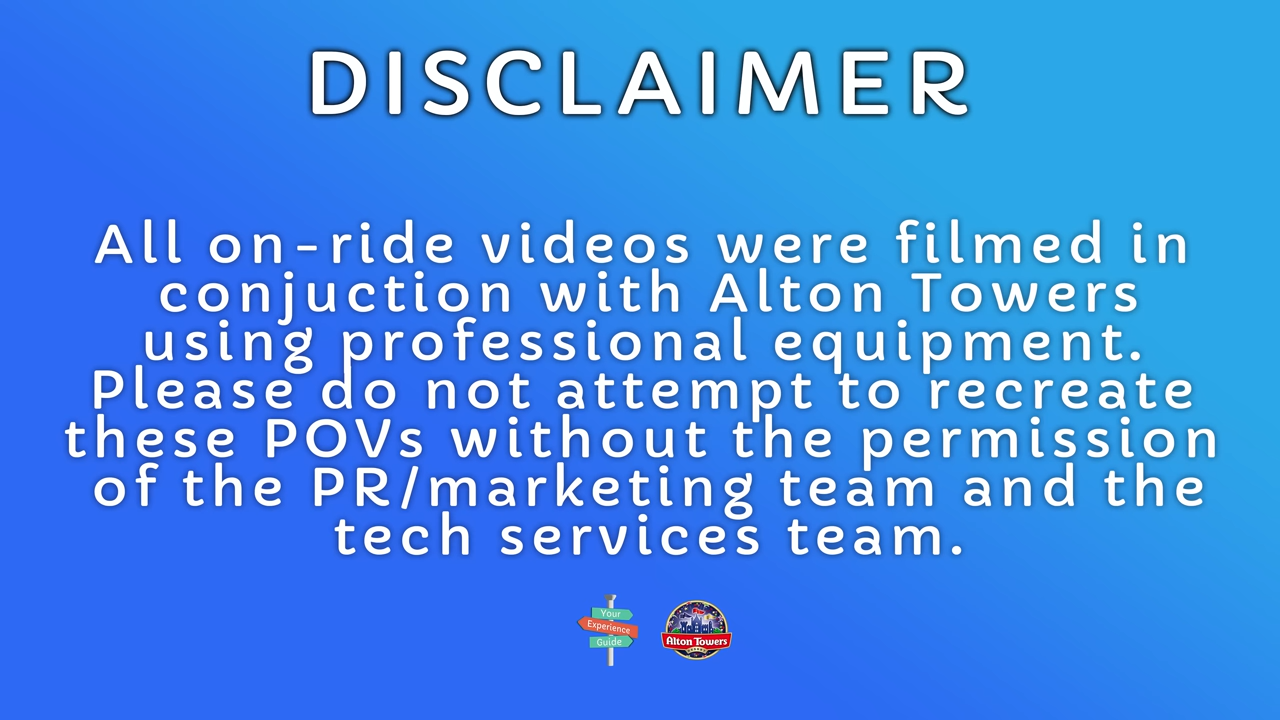 DISCLAIMER
All on-ride videos were filmed in
conjuction with Alton Towers
using professional equipment.
Please do not attempt to recreate
these POVs without the permission
of the PR/marketing team and the
tech services team.
Your
Experience
Guide
Alton Towers